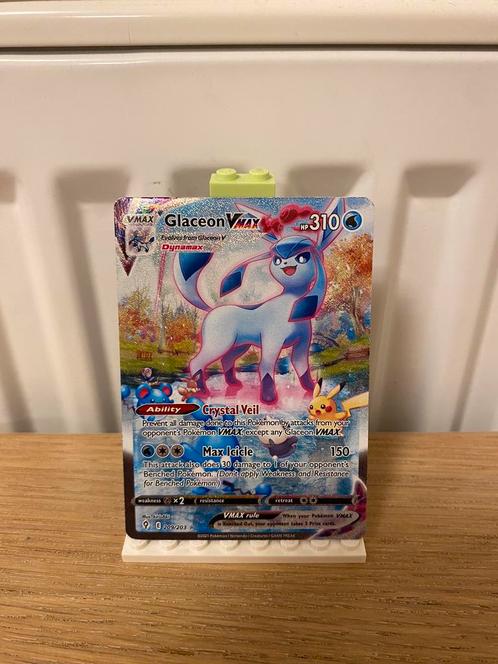 VMAX
Glaceon VMAX HP 310
Evolves from Glaceon V
Dynamax
Ability Crystal Veil
Prevent all damage done to this Pokémon by attacks from your
opponent's Pokémon VMAX except any Glaceon VMAX.
Max Icicle 150
This attack also does 30 damage to 1 of your opponent's
Benched Pokémon. (Don't apply Weakness and Resistance
for Benched Pokémon.)
weakness ×2 resistance retreat
VMAX rule When your Pokémon VMAX
is Knocked Out, your opponent takes 3 Prize cards.
209/203
©2021 Pokémon / Nintendo / Creatures / GAME FREAK